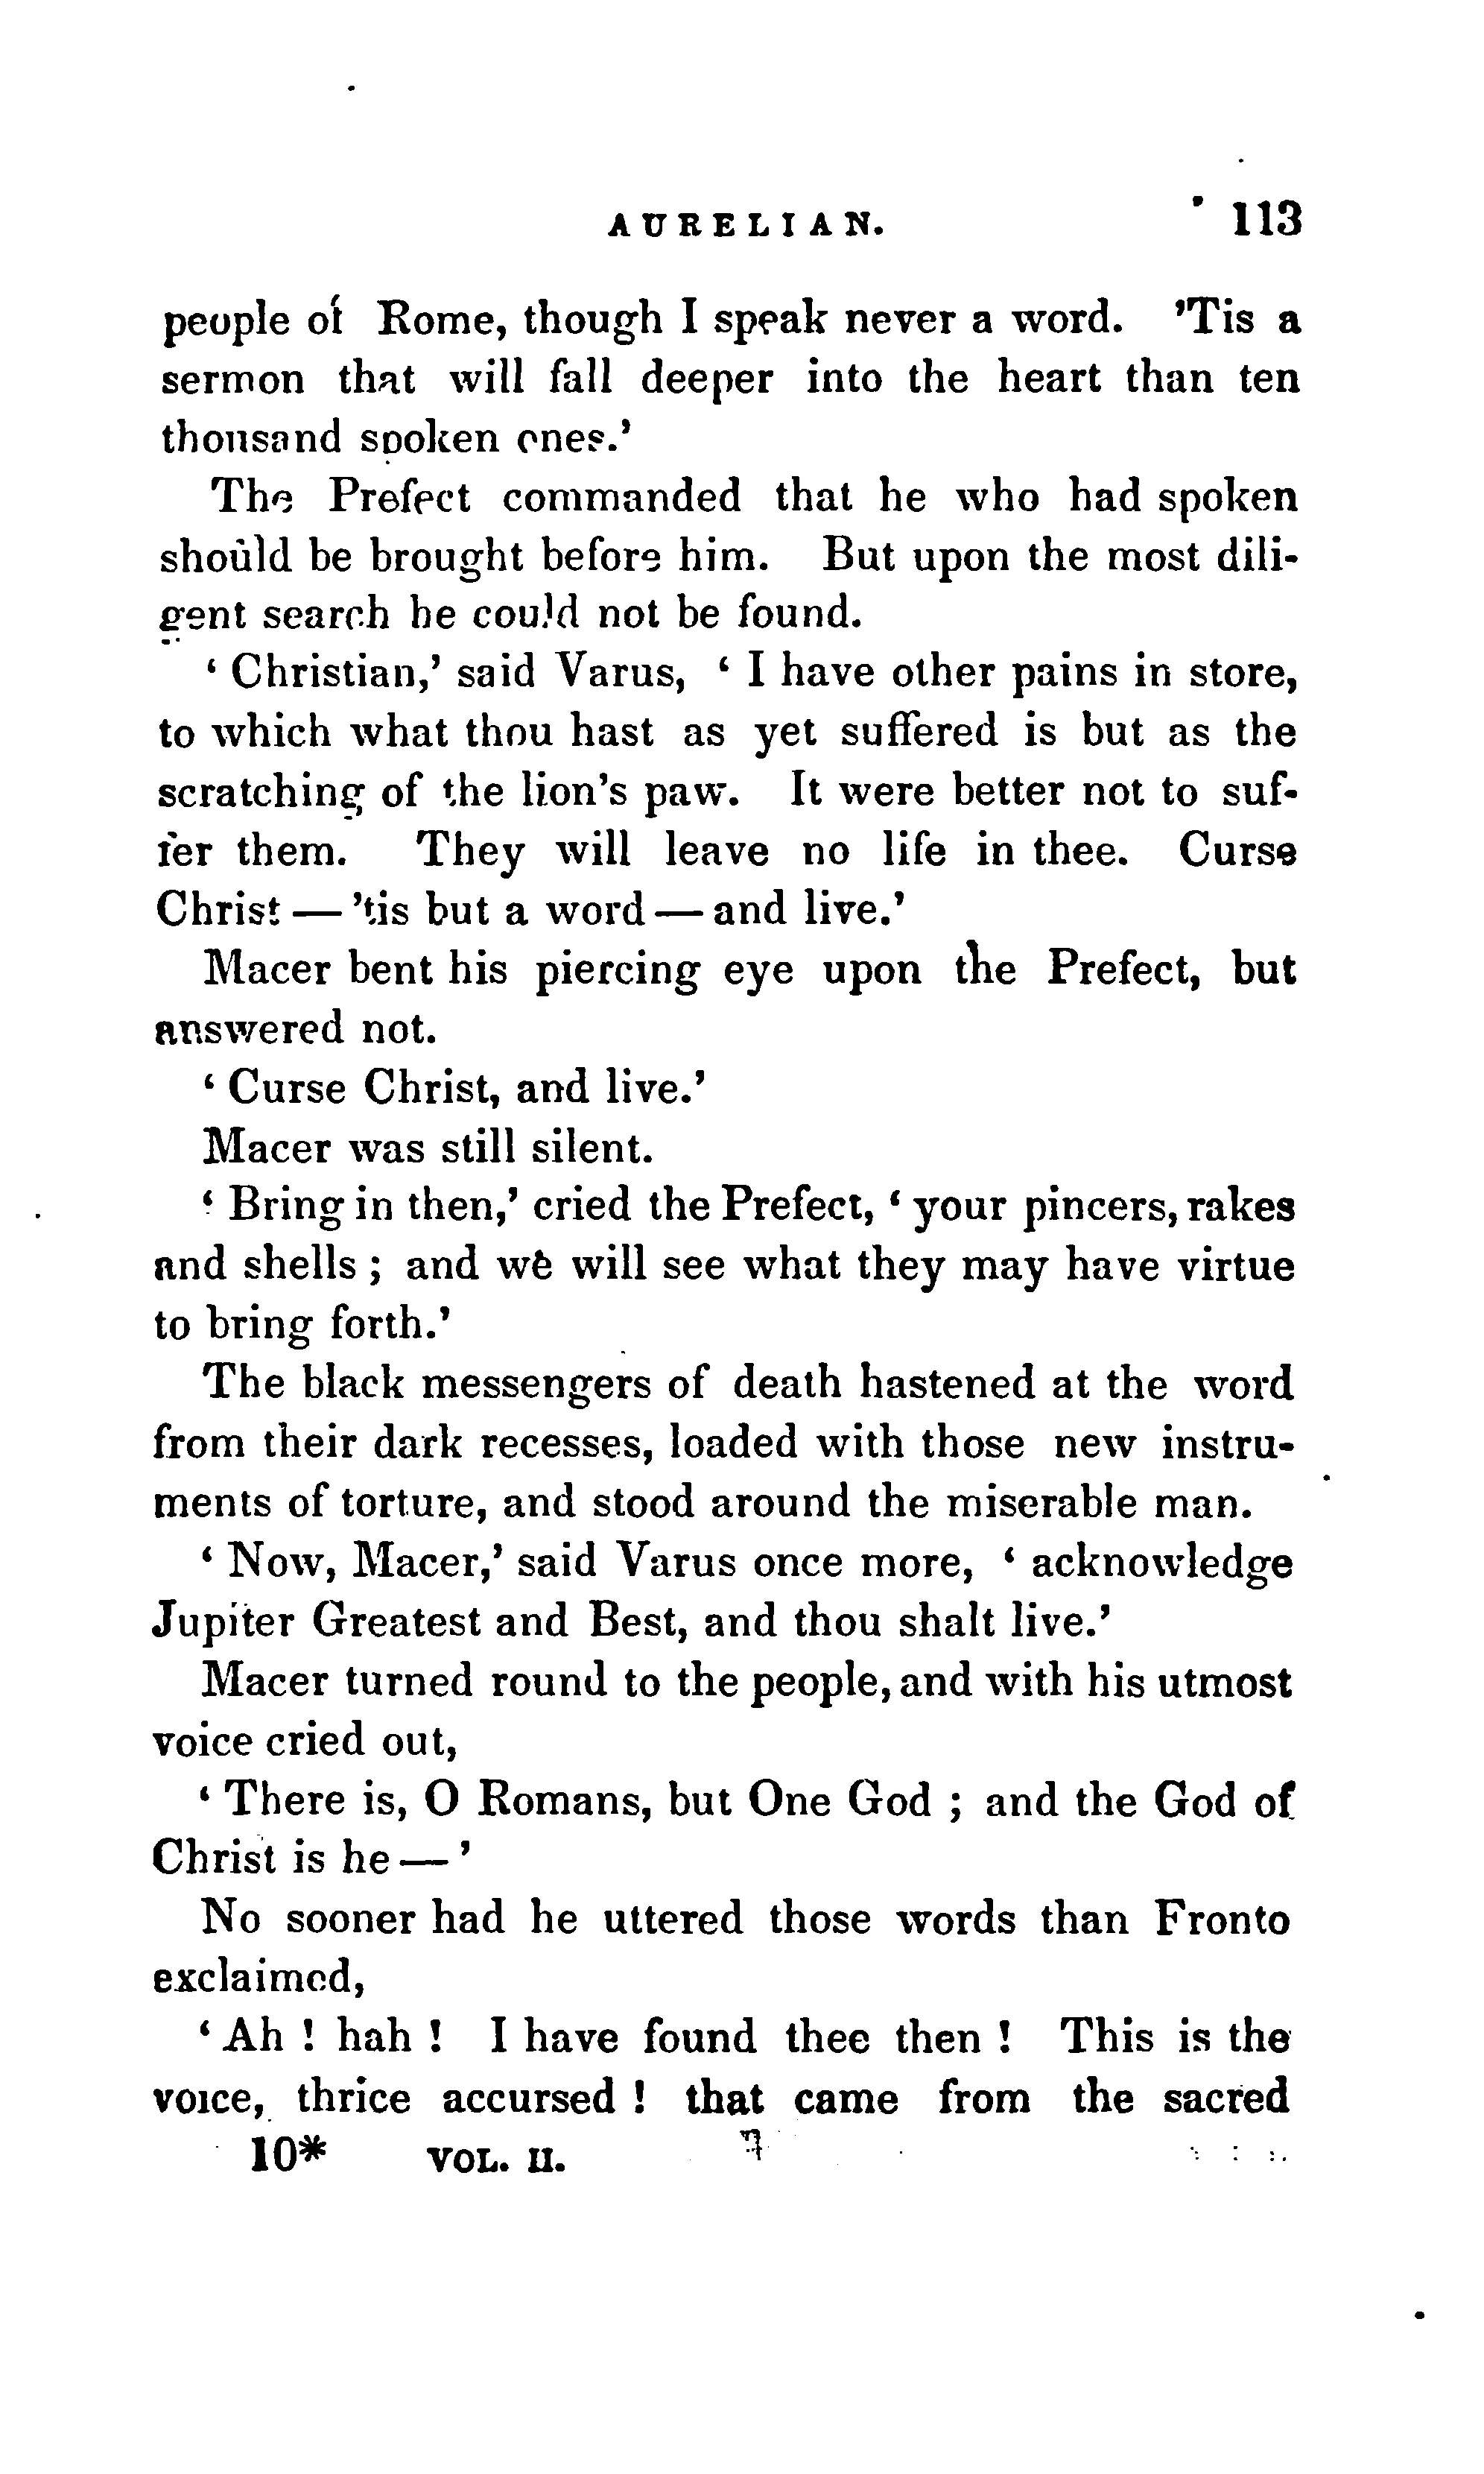 AURELIAN. 113
people of Rome, though I speak never a word. 'Tis a
sermon that will fall deeper into the heart than ten
thousand spoken ones.'
The Prefect commanded that he who had spoken
should be brought before him. But upon the most dili-
gent search he could not be found.
' Christian,' said Varus, ' I have other pains in store,
to which what thou hast as yet suffered is but as the
scratching of the lion's paw. It were better not to suf-
fer them. They will leave no life in thee. Curse
Christ — 'tis but a word — and live.'
Macer bent his piercing eye upon the Prefect, but
answered not.
' Curse Christ, and live.'
Macer was still silent.
' Bring in then,' cried the Prefect, ' your pincers, rakes
and shells ; and we will see what they may have virtue
to bring forth.'
The black messengers of death hastened at the word
from their dark recesses, loaded with those new instru-
ments of torture, and stood around the miserable man.
' Now, Macer,' said Varus once more, ' acknowledge
Jupiter Greatest and Best, and thou shalt live.'
Macer turned round to the people, and with his utmost
voice cried out,
' There is, O Romans, but One God ; and the God of
Christ is he — '
No sooner had he uttered those words than Fronto
exclaimed,
' Ah ! hah ! I have found thee then ! This is the
voice, thrice accursed ! that came from the sacred
10* VOL. II.